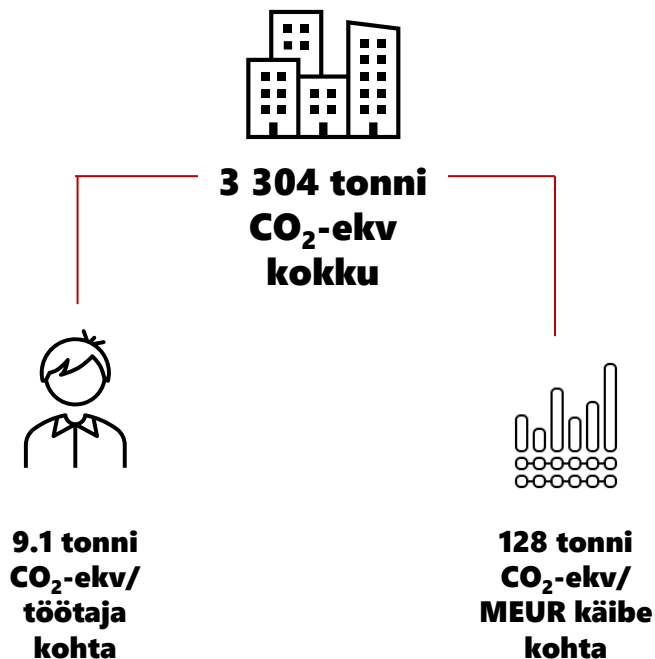 3 304 tonni
CO₂-ekv
kokku
9.1 tonni
CO₂-ekv/
töötaja
kohta
128 tonni
CO₂-ekv/
MEUR käibe
kohta